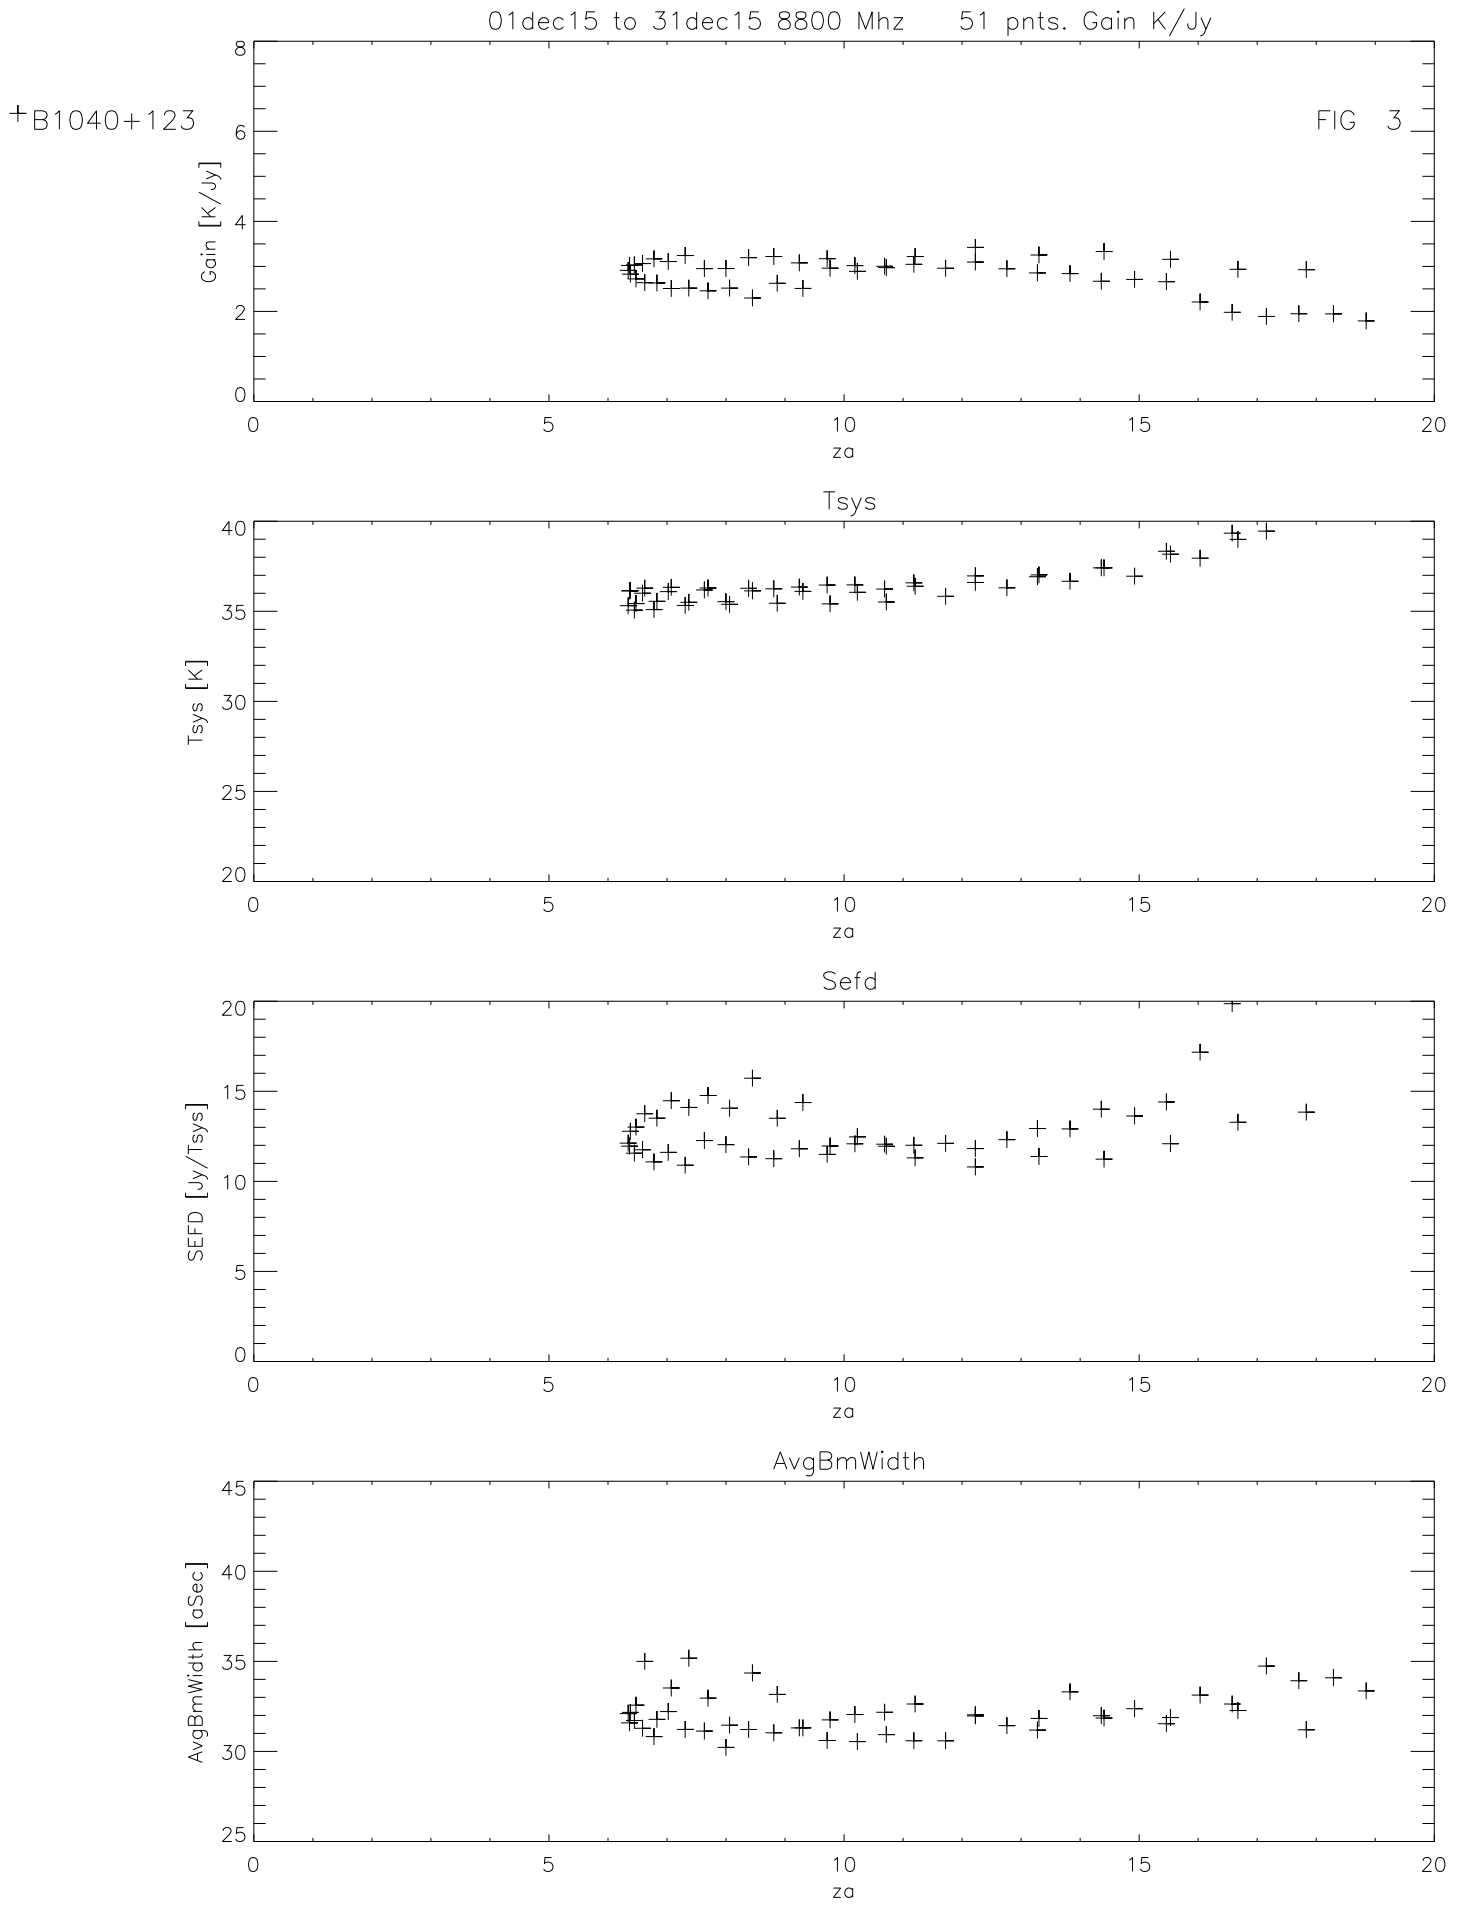 01dec15 to 31dec15 8800 Mhz 51 pnts. Gain K/Jy
+B1040+123
FIG 3
Gain [K/Jy]
8
6
4
2
0
0 5 10 15 20
za
Tsys
Tsys [K]
40
35
30
25
20
0 5 10 15 20
za
Sefd
SEFD [Jy/Tsys]
20
15
10
5
0
0 5 10 15 20
za
AvgBmWidth
AvgBmWidth [aSec]
45
40
35
30
25
0 5 10 15 20
za